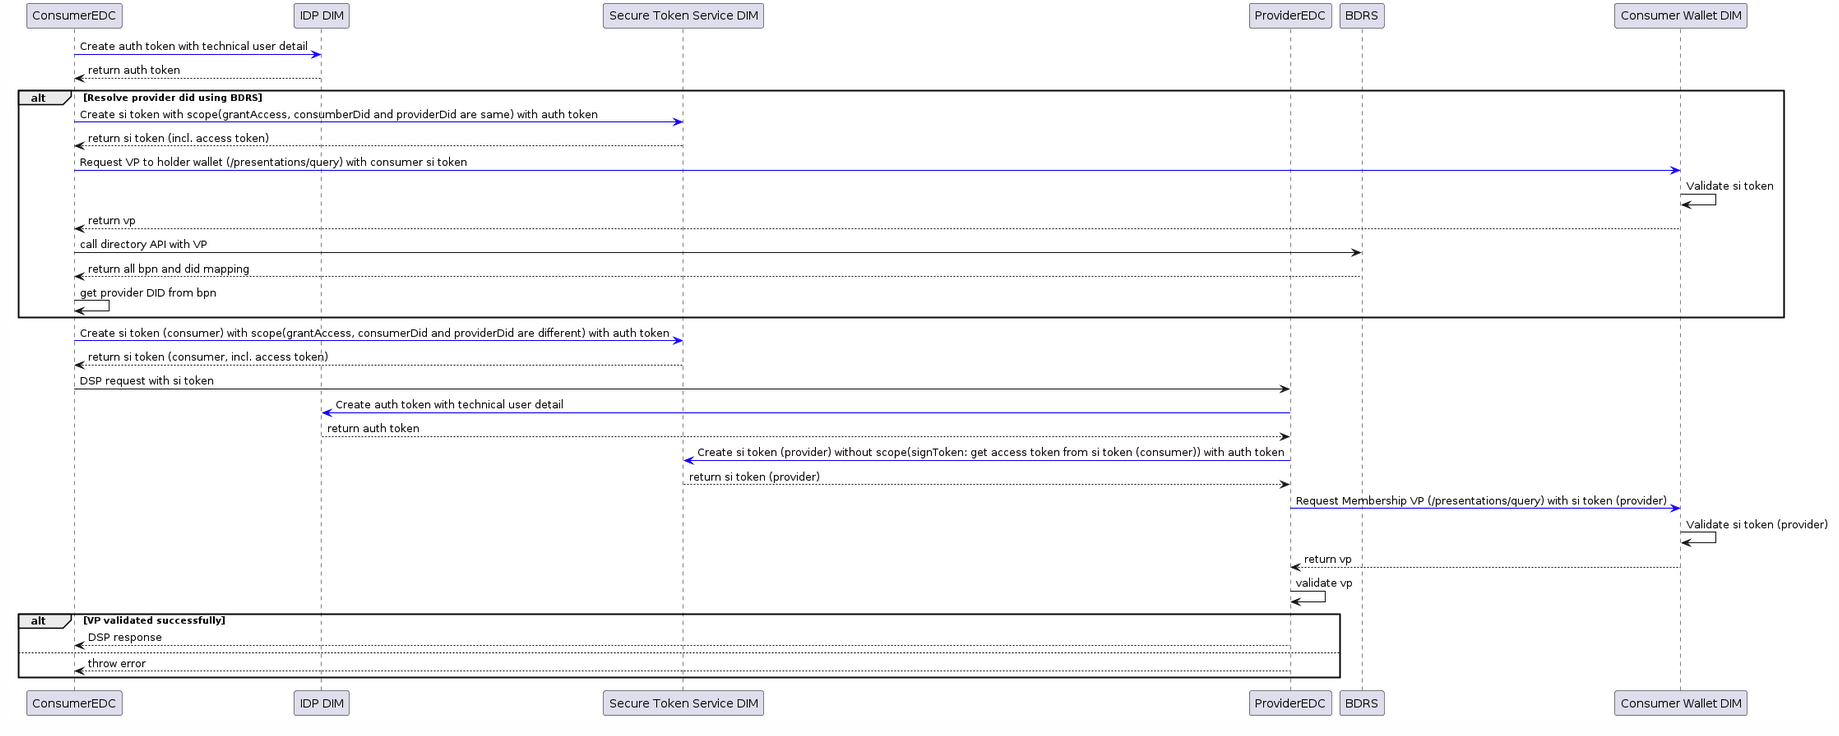 ConsumerEDC
IDP DIM
Secure Token Service DIM
ProviderEDC
BDRS
Consumer Wallet DIM
Create auth token with technical user detail
return auth token
alt
[Resolve provider did using BDRS]
Create si token with scope(grantAccess, consumberDid and providerDid are same) with auth token
return si token (incl. access token)
Request VP to holder wallet (/presentations/query) with consumer si token
Validate si token
return vp
call directory API with VP
return all bpn and did mapping
get provider DID from bpn
Create si token (consumer) with scope(grantAccess, consumerDid and providerDid are different) with auth token
return si token (consumer, incl. access token)
DSP request with si token
Create auth token with technical user detail
return auth token
Create si token (provider) without scope(signToken: get access token from si token (consumer)) with auth token
return si token (provider)
Request Membership VP (/presentations/query) with si token (provider)
Validate si token (provider)
return vp
validate vp
alt
[VP validated successfully]
DSP response
throw error
ConsumerEDC
IDP DIM
Secure Token Service DIM
ProviderEDC
BDRS
Consumer Wallet DIM